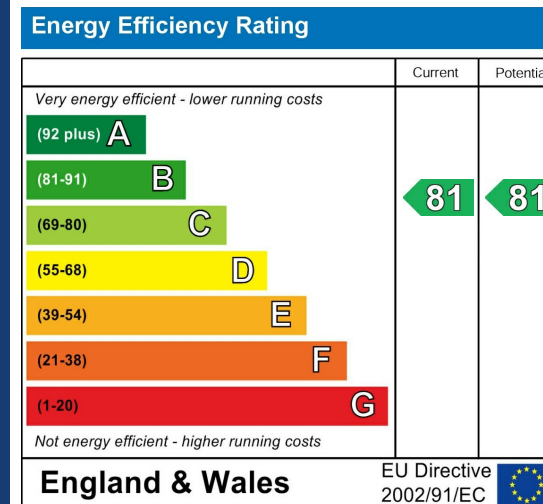 Energy Efficiency Rating
Current Potentia
Very energy efficient - lower running costs
(92 plus) A
(81-91) B
81 81
(69-80) C
(55-68) D
(39-54) E
(21-38) F
(1-20) G
Not energy efficient - higher running costs
England & Wales
EU Directive
2002/91/EC